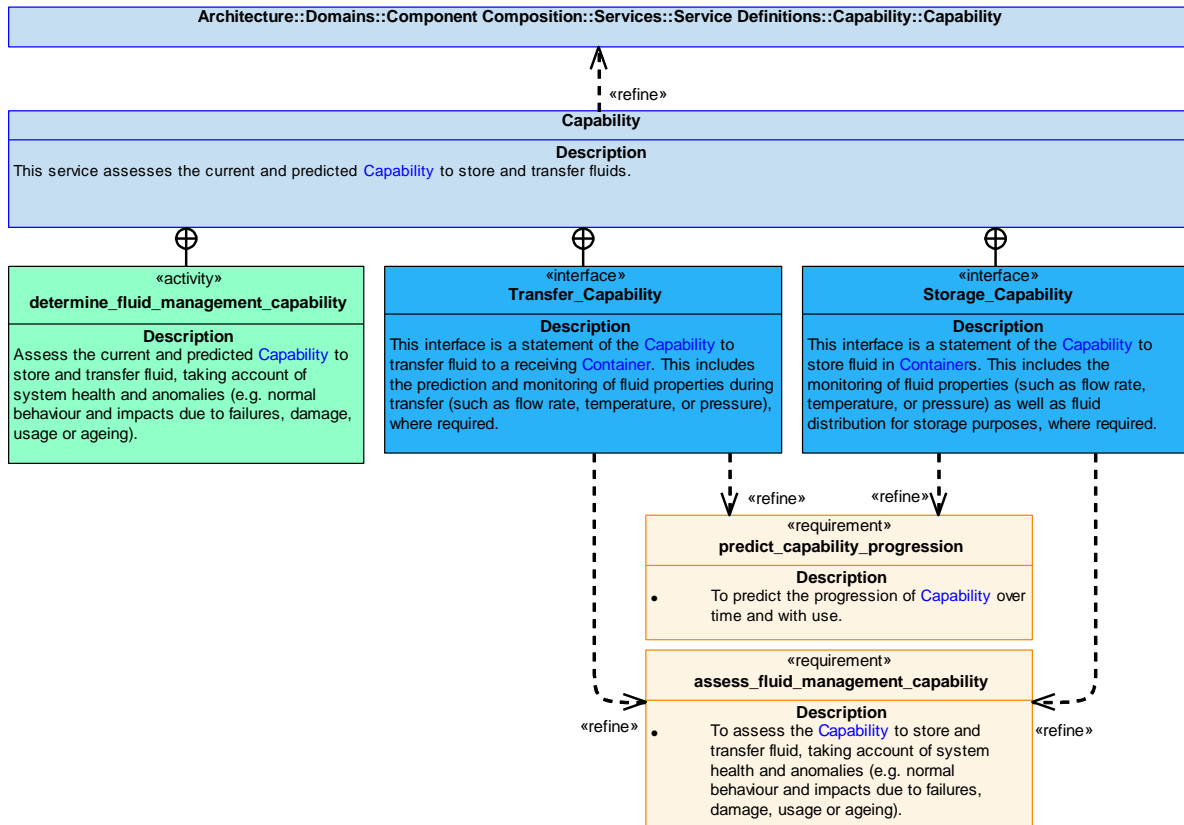 Architecture::Domains::Component Composition::Services::Service Definitions::Capability::Capability
«refine»
Capability
Description
This service assesses the current and predicted Capability to store and transfer fluids.
«activity»
determine_fluid_management_capability
Description
Assess the current and predicted Capability to
store and transfer fluid, taking account of
system health and anomalies (e.g. normal
behaviour and impacts due to failures, damage,
usage or ageing).
«interface»
Transfer_Capability
Description
This interface is a statement of the Capability to
transfer fluid to a receiving Container. This includes
the prediction and monitoring of fluid properties during
transfer (such as flow rate, temperature, or pressure),
where required.
«interface»
Storage_Capability
Description
This interface is a statement of the Capability to
store fluid in Containers. This includes the
monitoring of fluid properties (such as flow rate,
temperature, or pressure) as well as fluid
distribution for storage purposes, where required.
«refine»
«refine»
«requirement»
predict_capability_progression
Description
• To predict the progression of Capability over
time and with use.
«requirement»
assess_fluid_management_capability
Description
• To assess the Capability to store and
transfer fluid, taking account of system
health and anomalies (e.g. normal
behaviour and impacts due to failures,
damage, usage or ageing).
«refine»
«refine»